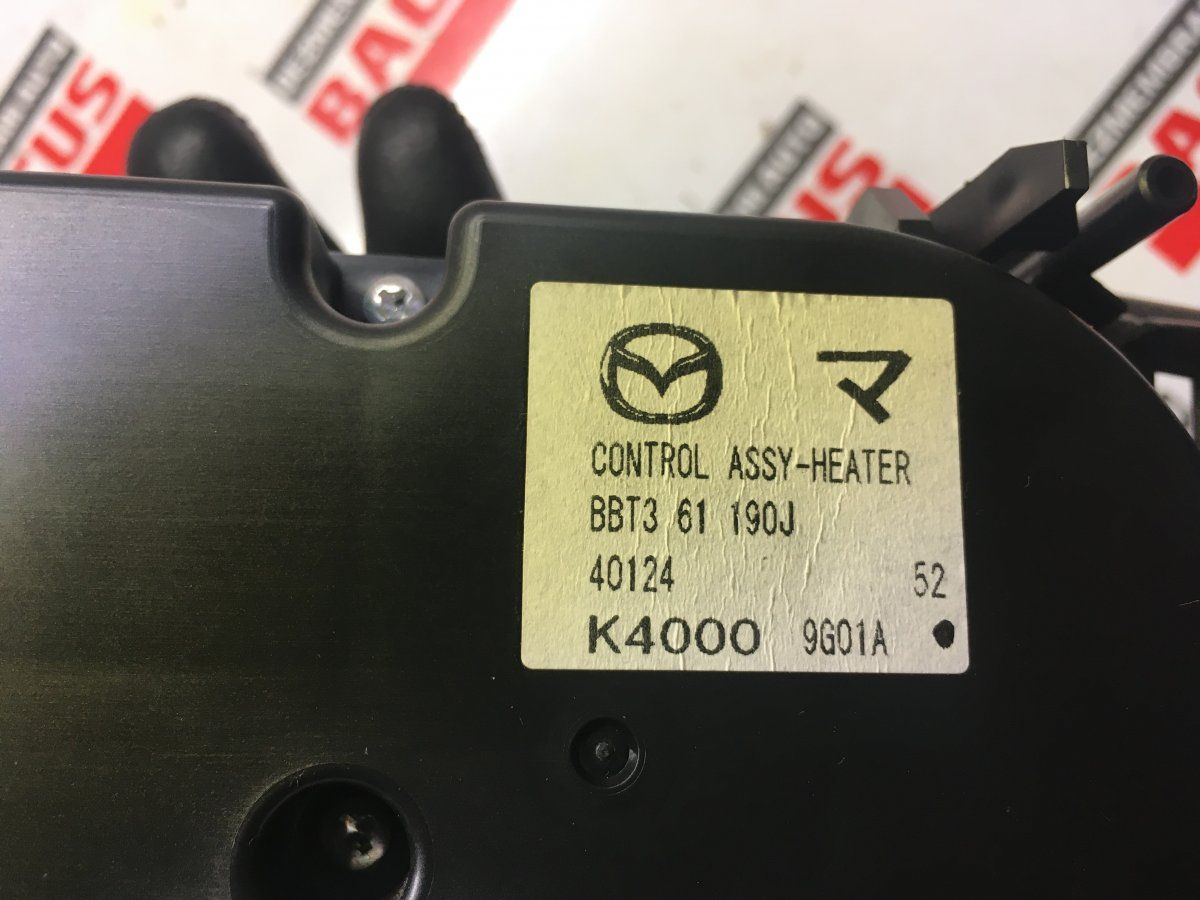 マ
CONTROL ASSY-HEATER
BBT3 61 190J
40124 52
K4000 9G01A